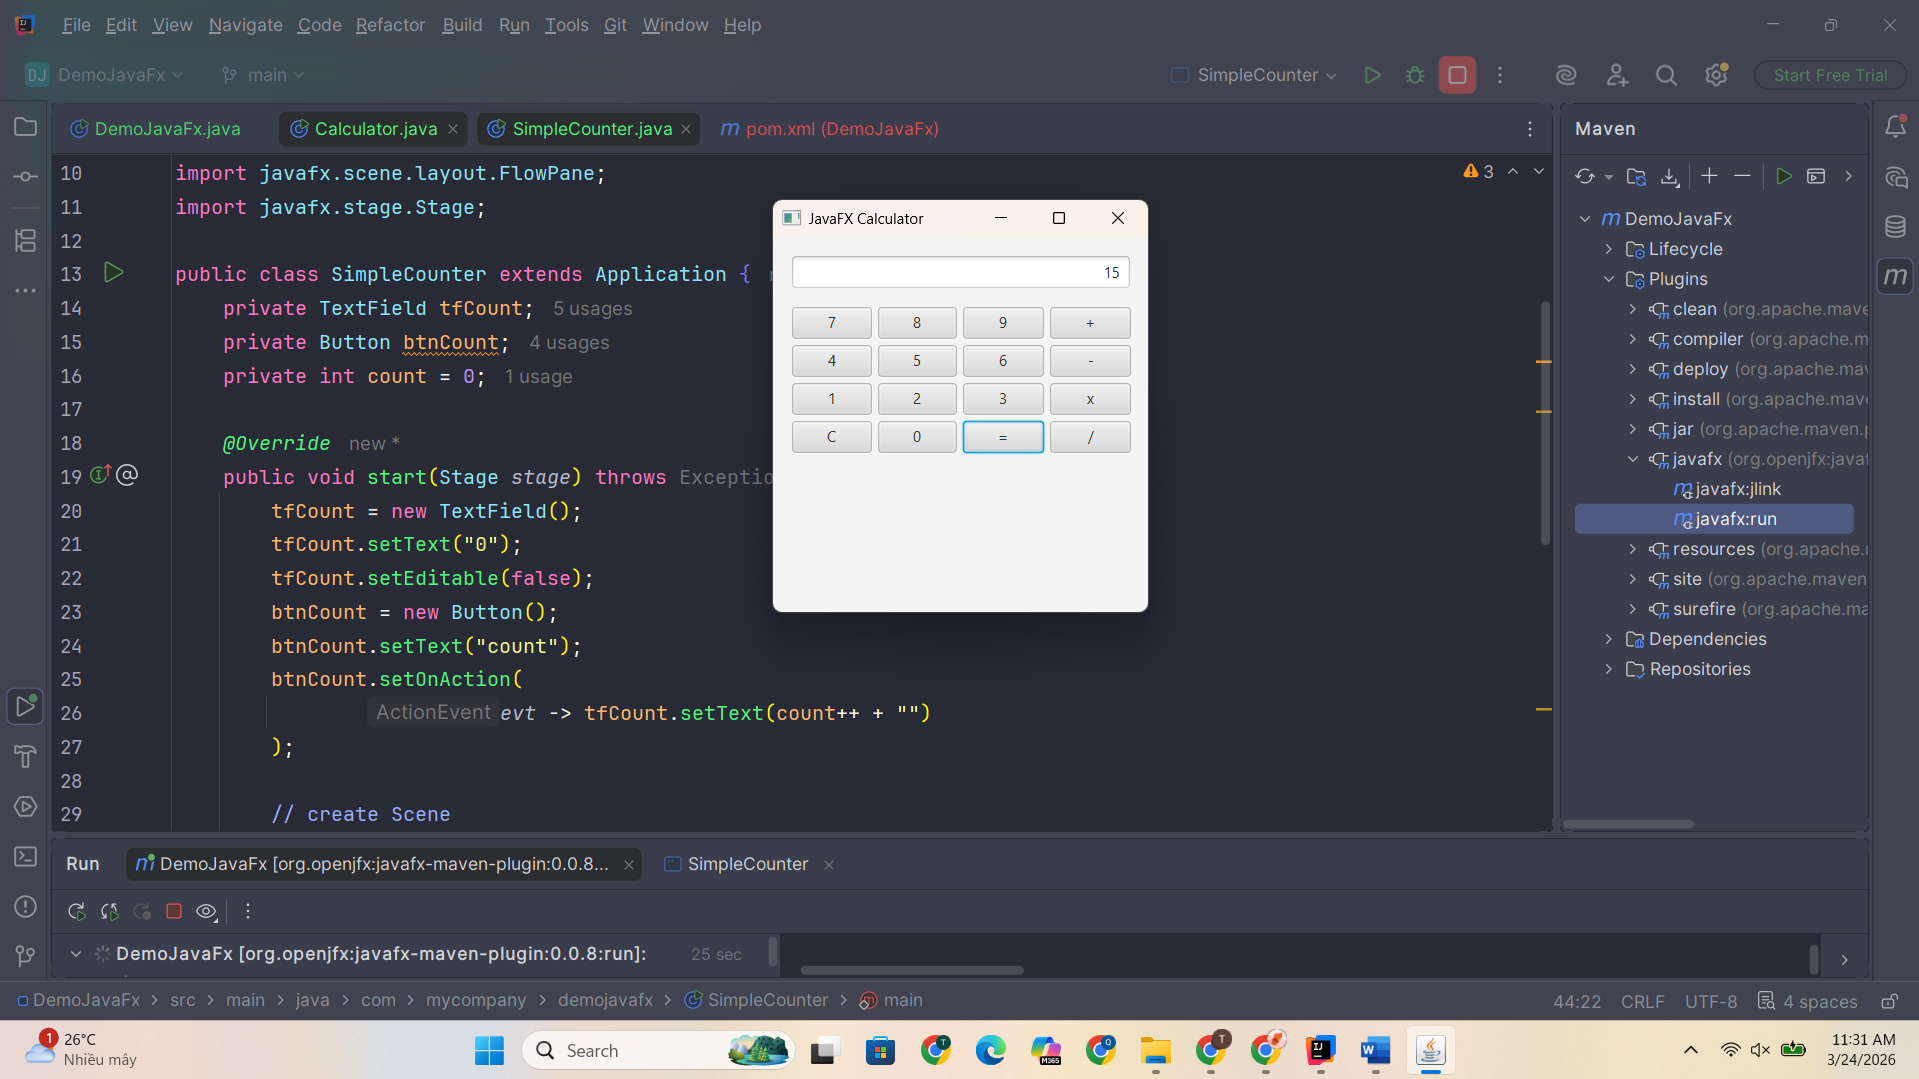 File Edit View Navigate Code Refactor Build Run Tools Git Window Help
DJ DemoJavaFx main SimpleCounter Start Free Trial
DemoJavaFx.java Calculator.java SimpleCounter.java pom.xml (DemoJavaFx)
3
10 import javafx.scene.layout.FlowPane;
11 import javafx.stage.Stage;
12
13 public class SimpleCounter extends Application {
14 private TextField tfCount; 5 usages
15 private Button btnCount; 4 usages
16 private int count = 0; 1 usage
17
18 @Override new *
19 public void start(Stage stage) throws Exceptio
20 tfCount = new TextField();
21 tfCount.setText("0");
22 tfCount.setEditable(false);
23 btnCount = new Button();
24 btnCount.setText("count");
25 btnCount.setOnAction(
26 ActionEvent evt -> tfCount.setText(count++ + "")
27 );
28
29 // create Scene
JavaFX Calculator
15
7 8 9 +
4 5 6 -
1 2 3 x
C 0 = /
Maven
DemoJavaFx
Lifecycle
Plugins
clean (org.apache.mave
compiler (org.apache.m
deploy (org.apache.mav
install (org.apache.mave
jar (org.apache.maven.p
javafx (org.openjfx:javaf
javafx:jlink
javafx:run
resources (org.apache.
site (org.apache.maven
surefire (org.apache.ma
Dependencies
Repositories
Run DemoJavaFx [org.openjfx:javafx-maven-plugin:0.0.8... SimpleCounter
DemoJavaFx [org.openjfx:javafx-maven-plugin:0.0.8:run]: 25 sec
DemoJavaFx src main java com mycompany demojavafx SimpleCounter main 44:22 CRLF UTF-8 4 spaces
1 26°C
Nhiều mây
Search
M365
11:31 AM
3/24/2026